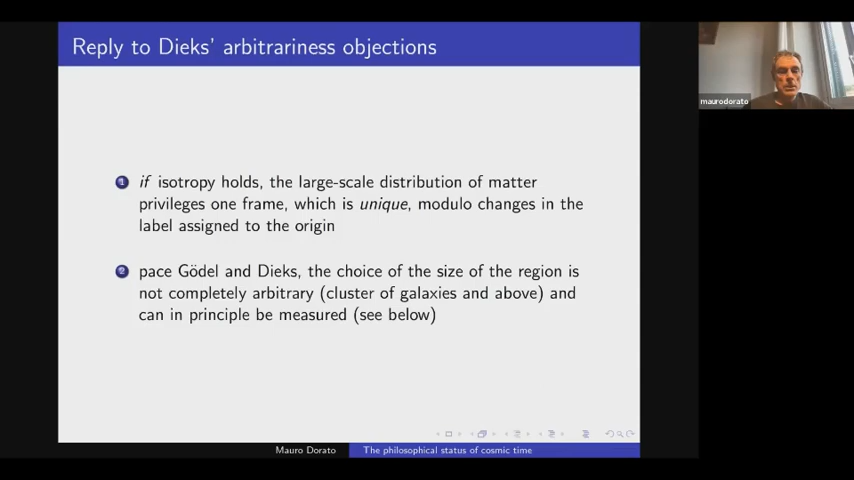 Reply to Dieks' arbitrariness objections
maurodorato
1 if isotropy holds, the large-scale distribution of matter
privileges one frame, which is unique, modulo changes in the
label assigned to the origin
2 pace Gödel and Dieks, the choice of the size of the region is
not completely arbitrary (cluster of galaxies and above) and
can in principle be measured (see below)
Mauro Dorato The philosophical status of cosmic time